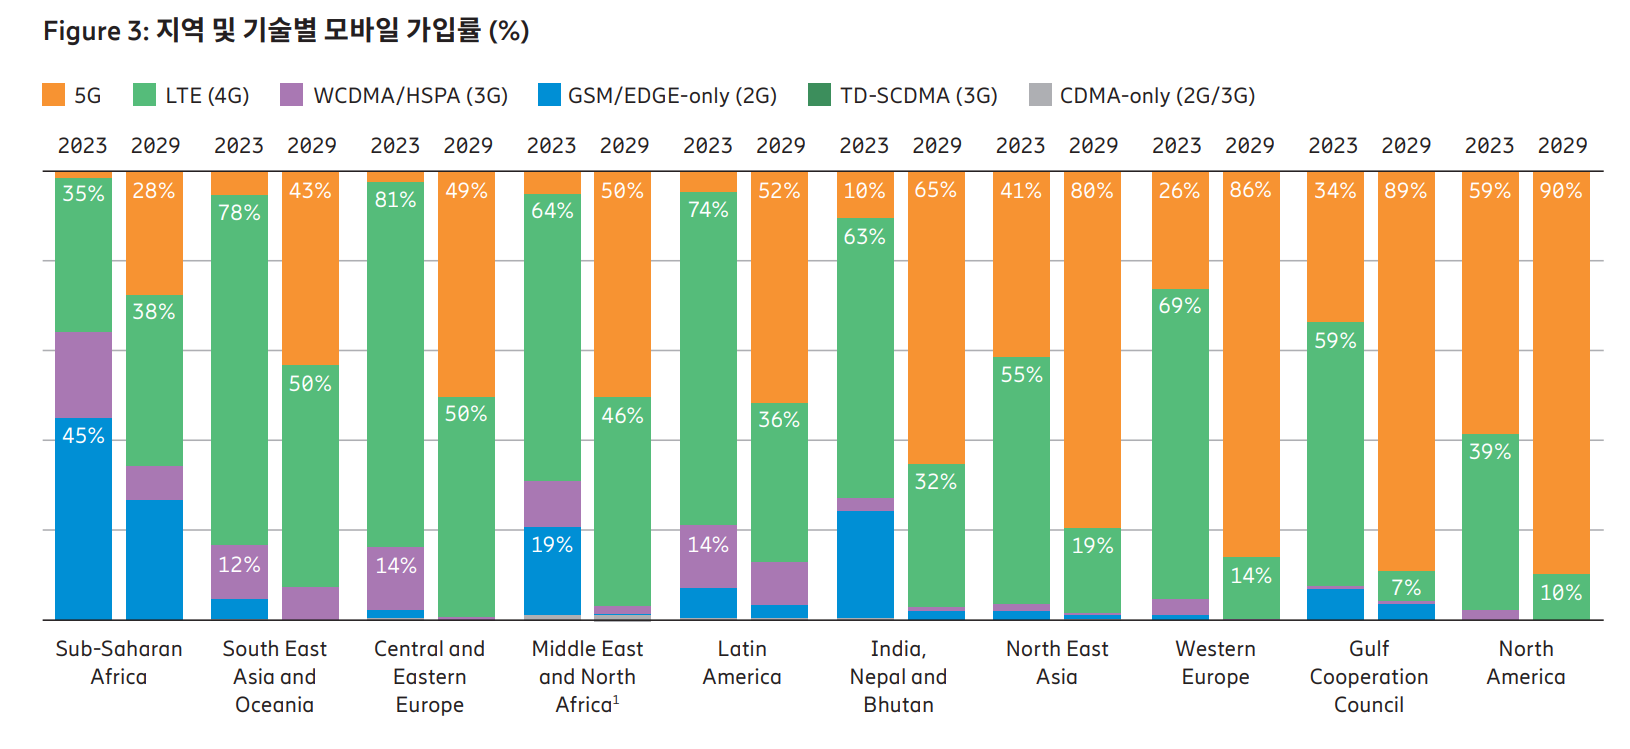 Figure 3: 지역 및 기술별 모바일 가입률 (%)
5G LTE (4G) WCDMA/HSPA (3G) GSM/EDGE-only (2G) TD-SCDMA (3G) CDMA-only (2G/3G)
2023 2029 2023 2029 2023 2029 2023 2029 2023 2029 2023 2029 2023 2029 2023 2029 2023 2029 2023 2029
35% 28% 78% 43% 81% 49% 64% 50% 74% 52% 10% 65% 41% 80% 26% 86% 34% 89% 59% 90%
63%
38% 69%
59%
50% 55%
50% 46% 36% 39%
45% 32%
12% 14% 19% 14% 19% 14% 7% 10%
Sub-Saharan South East Central and Middle East Latin India, North East Western Gulf North
Africa Asia and Eastern and North America Nepal and Asia Europe Cooperation America
Oceania Europe Africa1 Bhutan Council